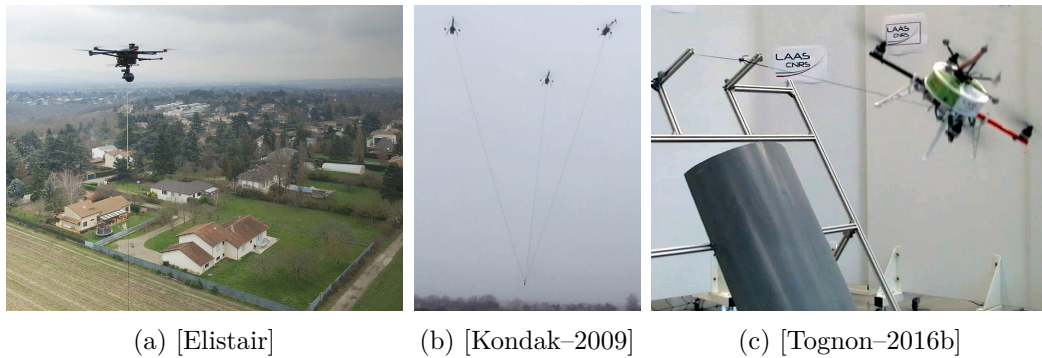 LAAS
CNRS
LAAS
CNRS
(a) [Elistair]
(b) [Kondak–2009]
(c) [Tognon–2016b]